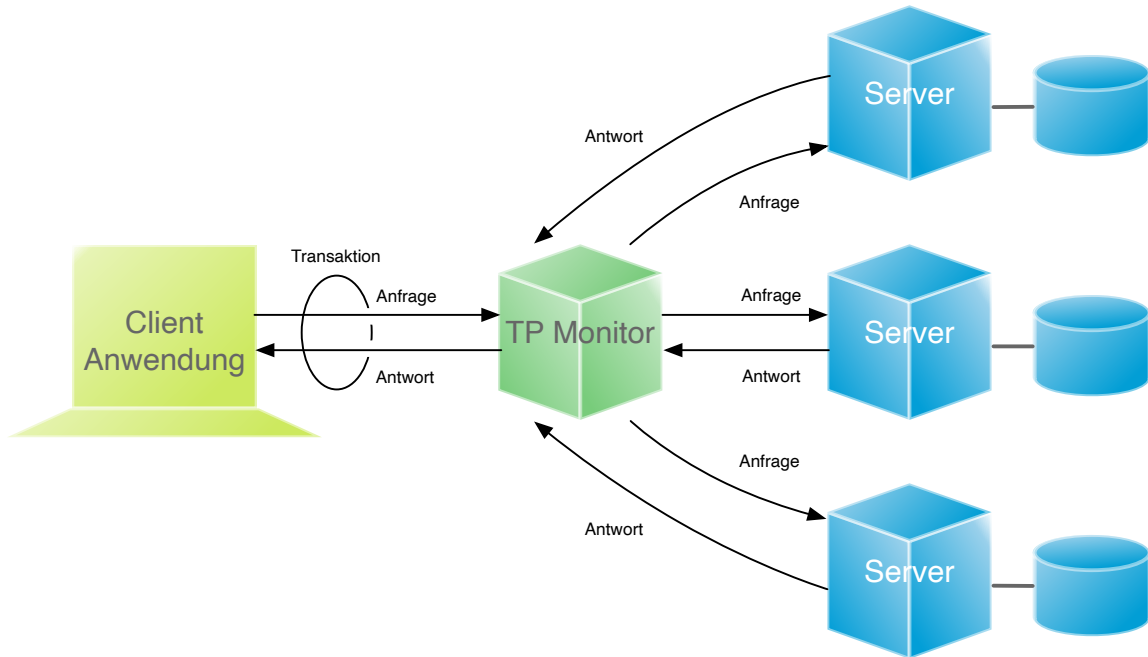 Server
Antwort
Anfrage
Transaktion
Client
Anwendung
Anfrage
Antwort
TP Monitor
Anfrage
Antwort
Server
Anfrage
Antwort
Server